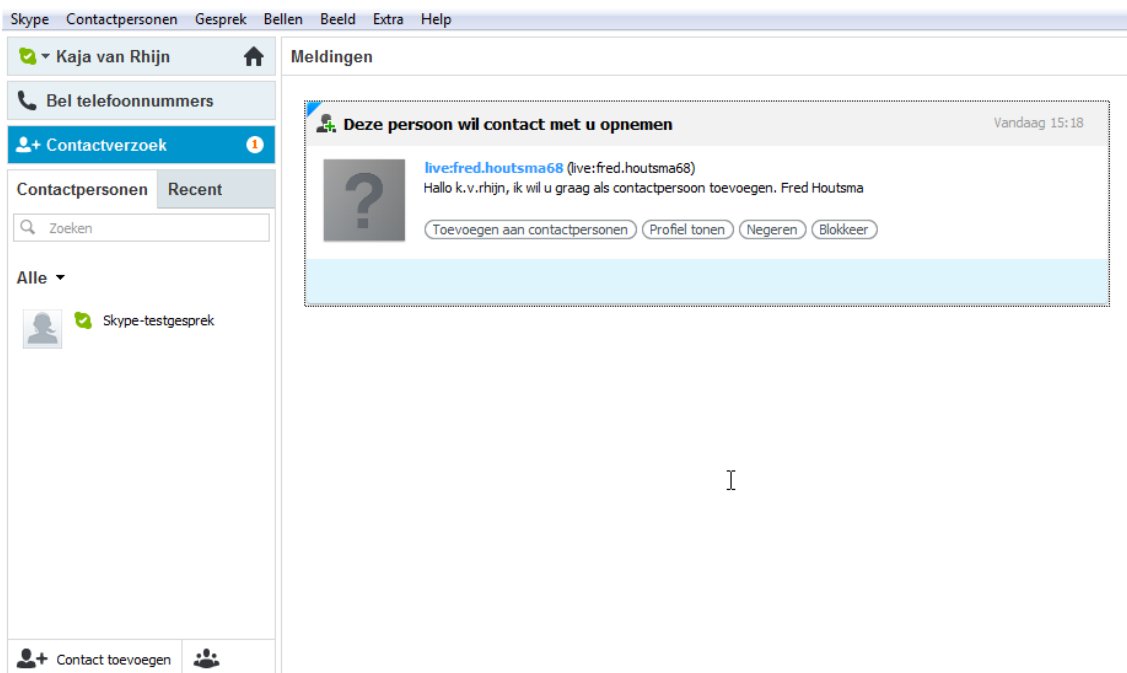 Skype Contactpersonen Gesprek Bellen Beeld Extra Help
Kaja van Rhijn
Bel telefoonnummers
Contactverzoek 1
Contactpersonen Recent
Zoeken
Alle
Skype-testgesprek
Contact toevoegen
Meldingen
Deze persoon wil contact met u opnemen Vandaag 15:18
live:fred.houtsma68 (live:fred.houtsma68)
Hallo k.v.rhijn, ik wil u graag als contactpersoon toevoegen. Fred Houtsma
Toevoegen aan contactpersonen Profiel tonen Negeren Blokkeer